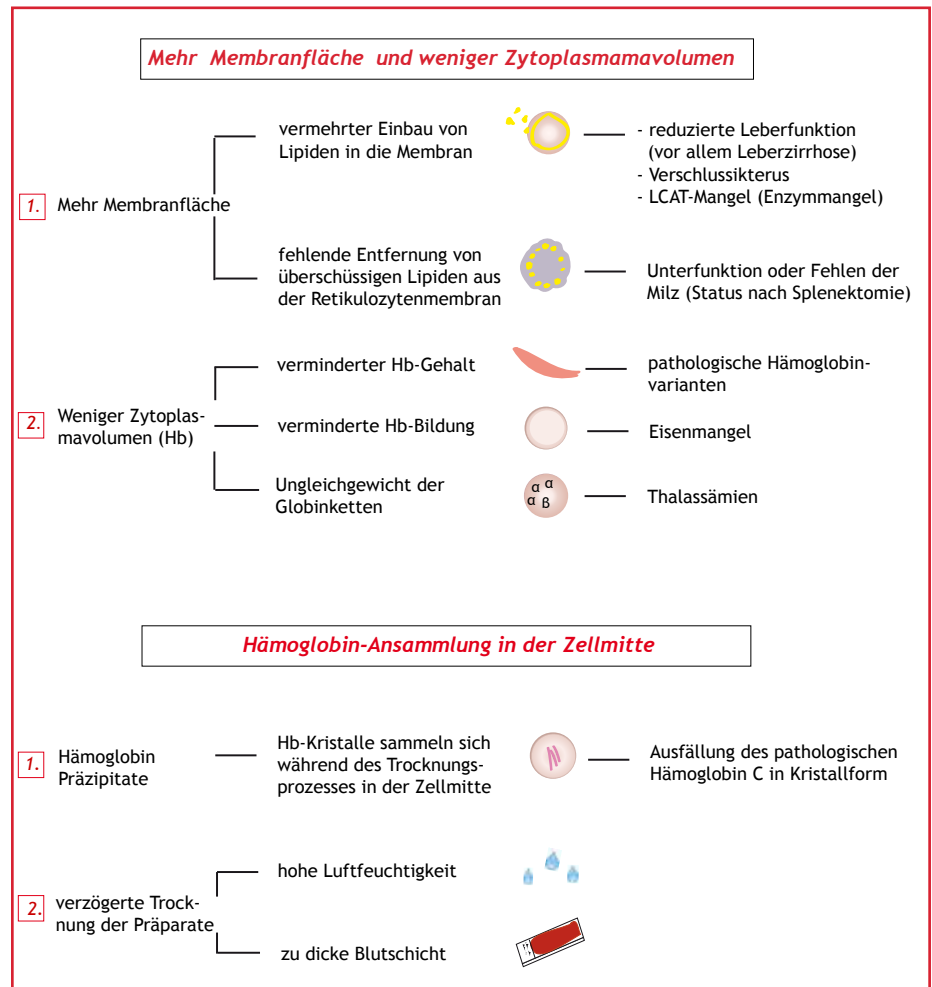 Mehr Membranfläche und weniger Zytoplasmamavolumen
1. Mehr Membranfläche
vermehrter Einbau von
Lipiden in die Membran
- reduzierte Leberfunktion
(vor allem Leberzirrhose)
- Verschlussikterus
- LCAT-Mangel (Enzymmangel)
fehlende Entfernung von
überschüssigen Lipiden aus
der Retikulozytenmembran
Unterfunktion oder Fehlen der
Milz (Status nach Splenektomie)
2. Weniger Zytoplas-
mavolumen (Hb)
verminderter Hb-Gehalt
pathologische Hämoglobin-
varianten
verminderte Hb-Bildung
Eisenmangel
Ungleichgewicht der
Globinketten
α α
α ß
Thalassämien
Hämoglobin-Ansammlung in der Zellmitte
1. Hämoglobin
Präzipitate
Hb-Kristalle sammeln sich
während des Trocknungs-
prozesses in der Zellmitte
Ausfällung des pathologischen
Hämoglobin C in Kristallform
2. verzögerte Trock-
nung der Präparate
hohe Luftfeuchtigkeit
zu dicke Blutschicht